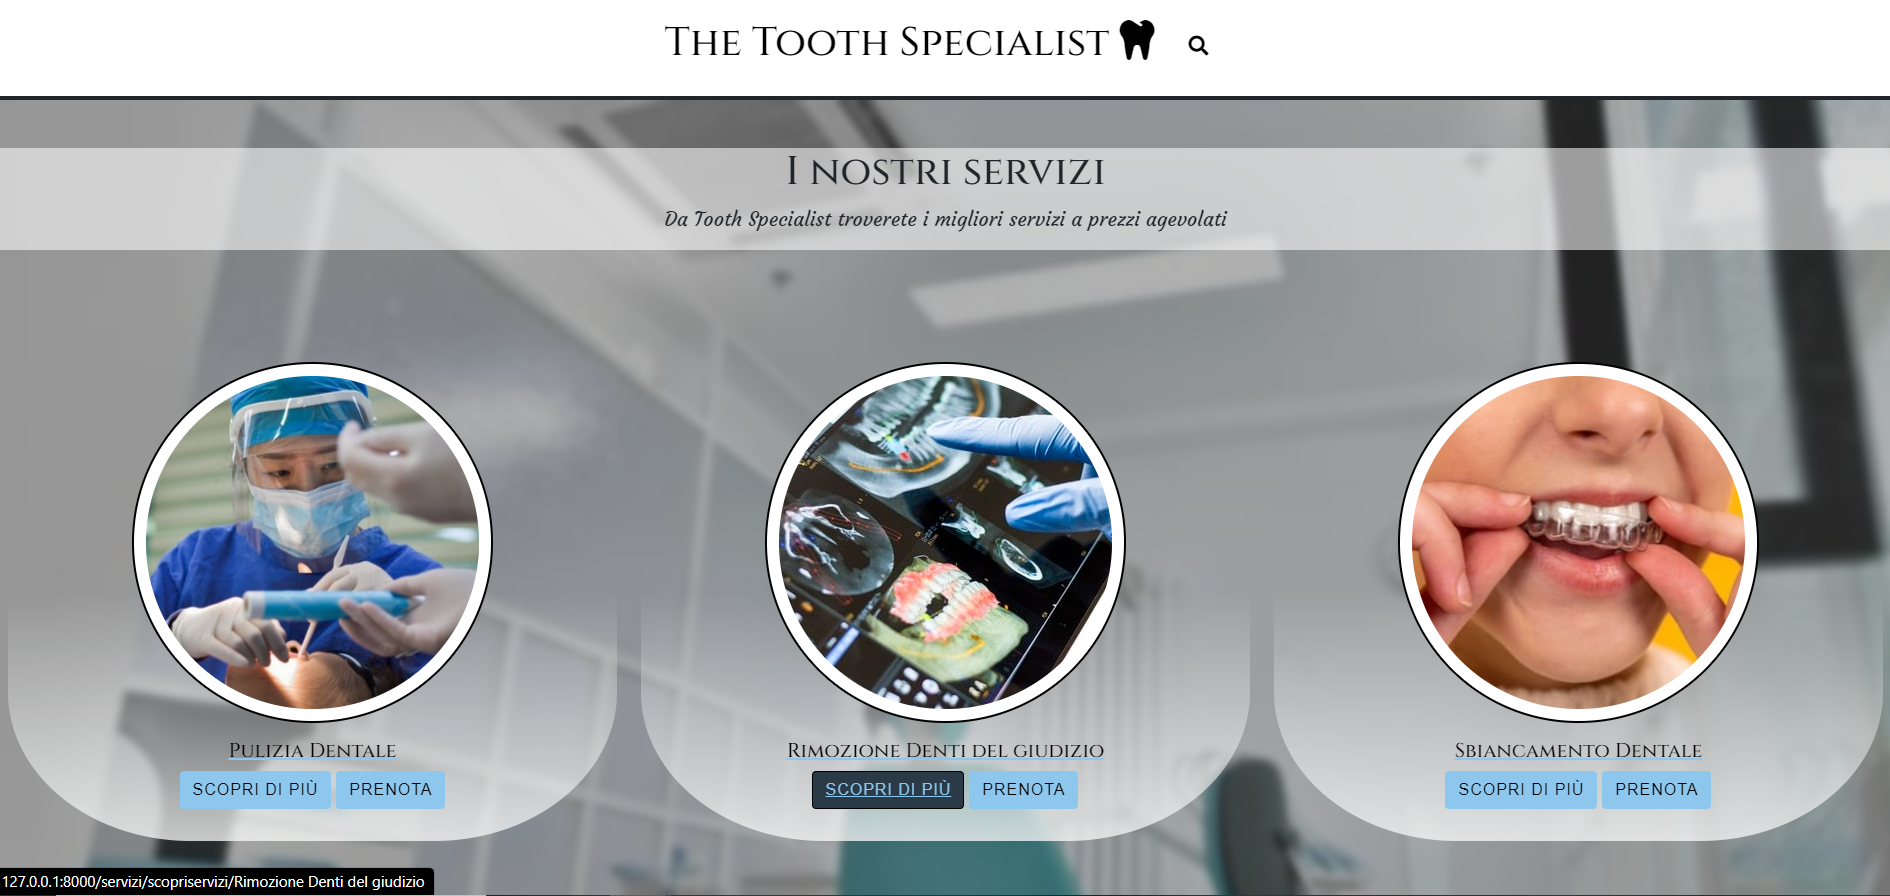 The Tooth Specialist
I nostri servizi
Da Tooth Specialist troverete i migliori servizi a prezzi agevolati
Pulizia Dentale
Rimozione Denti del giudizio
Sbiancamento Dentale
SCOPRI DI PIÙ PRENOTA
SCOPRI DI PIÙ PRENOTA
SCOPRI DI PIÙ PRENOTA
127.0.0.1:8000/servizi/scopriservizi/Rimozione Denti del giudizio